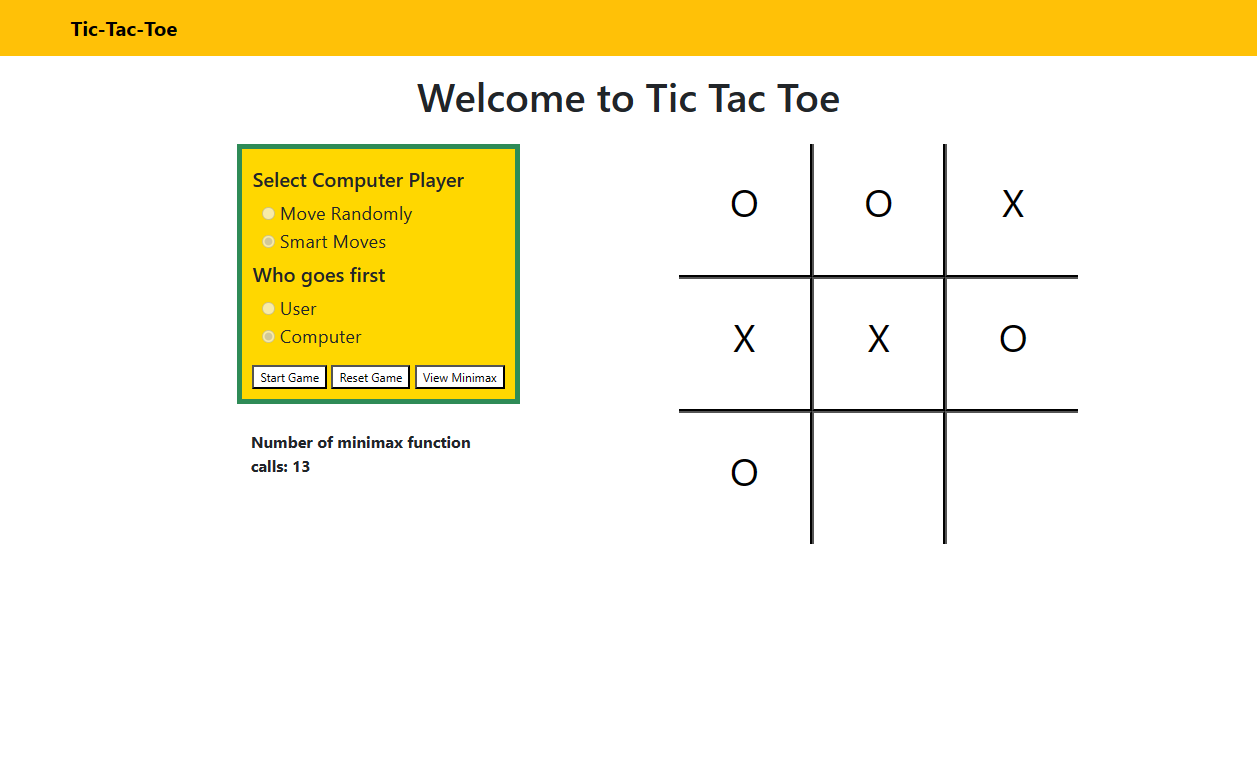 Tic-Tac-Toe
Welcome to Tic Tac Toe
Select Computer Player
Move Randomly
Smart Moves
Who goes first
User
Computer
Start Game Reset Game View Minimax
Number of minimax function
calls: 13
O O X
X X O
O